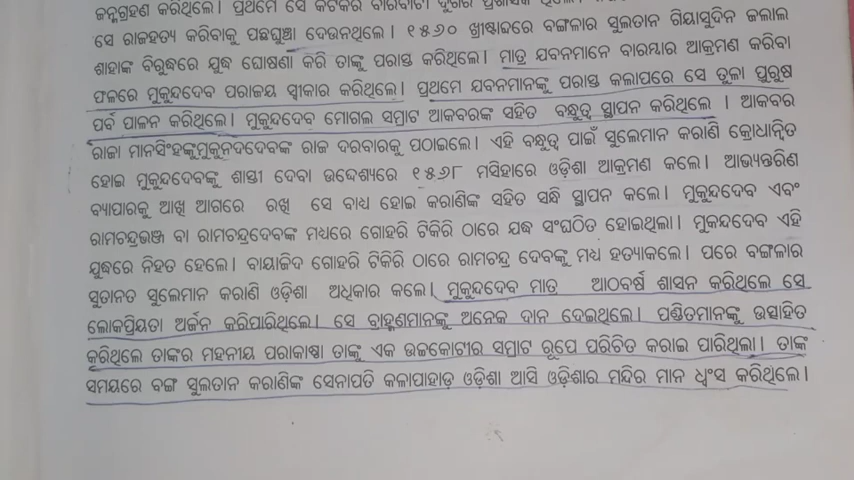 ଜନ୍ମଗ୍ରହଣ କରିଥିଲେ। ପ୍ରଥମେ ସେ କଟକର ବାରବାଟୀ ଦୁର୍ଗର
ସେ ରାଜହତ୍ୟା କରିବାକୁ ପଛଘୁଞ୍ଚା ଦେଉନଥିଲେ। ୧୫୬୦ ଖ୍ରୀଷ୍ଟାବ୍ଦରେ ବଙ୍ଗଳାର ସୁଲତାନ ଗିୟାସୁଦିନ ଜଲାଲ
ଶାହାଙ୍କ ବିରୁଦ୍ଧରେ ଯୁଦ୍ଧ ଘୋଷଣା କରି ତାଙ୍କୁ ପରାସ୍ତ କରିଥିଲେ। ମାତ୍ର ଯବନମାନେ ବାରମ୍ବାର ଆକ୍ରମଣ କରିବା
ଫଳରେ ମୁକୁନ୍ଦଦେବ ପରାଜୟ ସ୍ୱୀକାର କରିଥିଲେ। ପ୍ରଥମେ ଯବନମାନଙ୍କୁ ପରାସ୍ତ କଲାପରେ ସେ ତୁଳା ପୁରୁଷ
ପର୍ବ ପାଳନ କରିଥିଲେ। ମୁକୁନ୍ଦଦେବ ମୋଗଲ ସମ୍ରାଟ ଆକବରଙ୍କ ସହିତ ବନ୍ଧୁତ୍ୱ ସ୍ଥାପନ କରିଥିଲେ । ଆକବର
ରାଜା ମାନସିଂହଙ୍କୁମୁକୁନଦଦେବଙ୍କ ରାଜ ଦରବାରକୁ ପଠାଇଲେ। ଏହି ବନ୍ଧୁତ୍ୱ ପାଇଁ ସୁଲେମାନ କରାଣି କ୍ରୋଧାନ୍ୱିତ
ହୋଇ ମୁକୁନ୍ଦଦେବଙ୍କୁ ଶାସ୍ତୀ ଦେବା ଉଦ୍ଦେଶ୍ୟରେ ୧୫୬୮ ମସିହାରେ ଓଡ଼ିଶା ଆକ୍ରମଣ କଲେ। ଆଭ୍ୟନ୍ତରିଣ
ବ୍ୟାପାରକୁ ଆଖି ଆଗରେ ରଖି ସେ ବାଧ୍ୟ ହୋଇ କରାଣିଙ୍କ ସହିତ ସନ୍ଧି ସ୍ଥାପନ କଲେ। ମୁକୁନ୍ଦଦେବ ଏବଂ
ରାମଚନ୍ଦ୍ରଭଞ୍ଜ ବା ରାମଚନ୍ଦ୍ରଦେବଙ୍କ ମଧ୍ୟରେ ଗୋହରି ଟିକିରି ଠାରେ ଯଦ୍ଧ ସଂଘଠିତ ହୋଇଥିଲା। ମୁକନ୍ଦଦେବ ଏହି
ଯୁଦ୍ଧରେ ନିହତ ହେଲେ। ବାୟାଜିଦ ଗୋହରି ଟିକିରି ଠାରେ ରାମଚନ୍ଦ୍ର ଦେବଙ୍କୁ ମଧ୍ୟ ହତ୍ୟାକଲେ। ପରେ ବଙ୍ଗଳାର
ସୁତାନତ ସୁଲେମାନ କରାଣି ଓଡ଼ିଶା ଅଧିକାର କଲେ। ମୁକୁନ୍ଦଦେବ ମାତ୍ର ଆଠବର୍ଷ ଶାସନ କରିଥିଲେ ସେ
ଲୋକପ୍ରିୟତା ଅର୍ଜନ କରିପାରିଥିଲେ। ସେ ବ୍ରାହ୍ମଣମାନଙ୍କୁ ଅନେକ ଦାନ ଦେଇଥିଲେ। ପଣ୍ଡିତମାନଙ୍କୁ ଉତ୍ସାହିତ
କରିଥିଲେ ତାଙ୍କର ମହନୀୟ ପରାକାଷ୍ଠା ତାଙ୍କୁ ଏକ ଉଚ୍ଚକୋଟୀର ସମ୍ରାଟ ରୂପେ ପରିଚିତ କରାଇ ପାରିଥିଲା। ତାଙ୍କ
ସମୟରେ ବଙ୍ଗ ସୁଲତାନ କରାଣିଙ୍କ ସେନାପତି କଳାପାହାଡ଼ ଓଡ଼ିଶା ଆସି ଓଡ଼ିଶାର ମନ୍ଦିର ମାନ ଧ୍ୱଂସ କରିଥିଲେ।